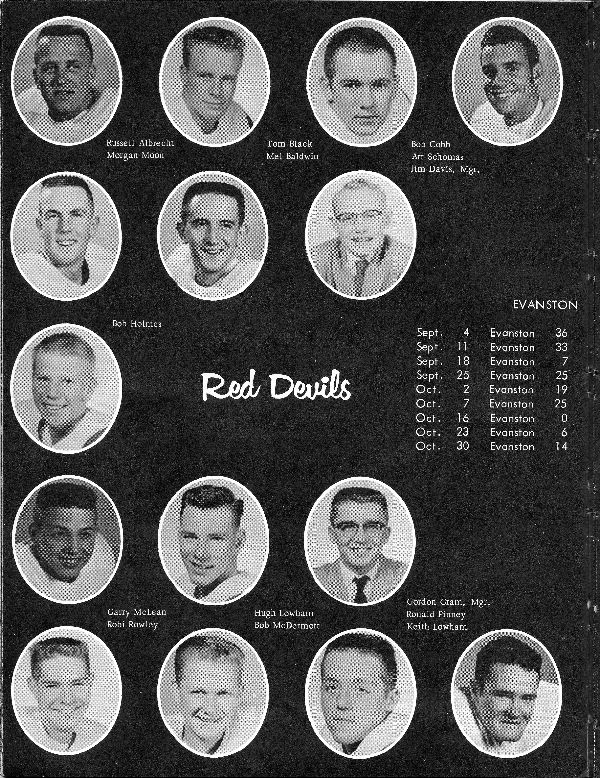 Russell Albrecht
Morgan Moon
Tom Black
Mel Baldwin
Bob Cobb
Art Schomas
Jim Davis, Mgr.
Bob Holmes
EVANSTON
Sept. 4 Evanston 36
Sept. 11 Evanston 33
Sept. 18 Evanston 7
Sept. 25 Evanston 25
Oct. 2 Evanston 19
Oct. 7 Evanston 25
Oct. 16 Evanston 0
Oct. 23 Evanston 6
Oct. 30 Evanston 14
Red Devils
Garry McLean
Robi Rowley
Hugh Lowham
Bob McDermott
Gordon Cram, Mgr.
Ronald Pinney
Keith Lowham